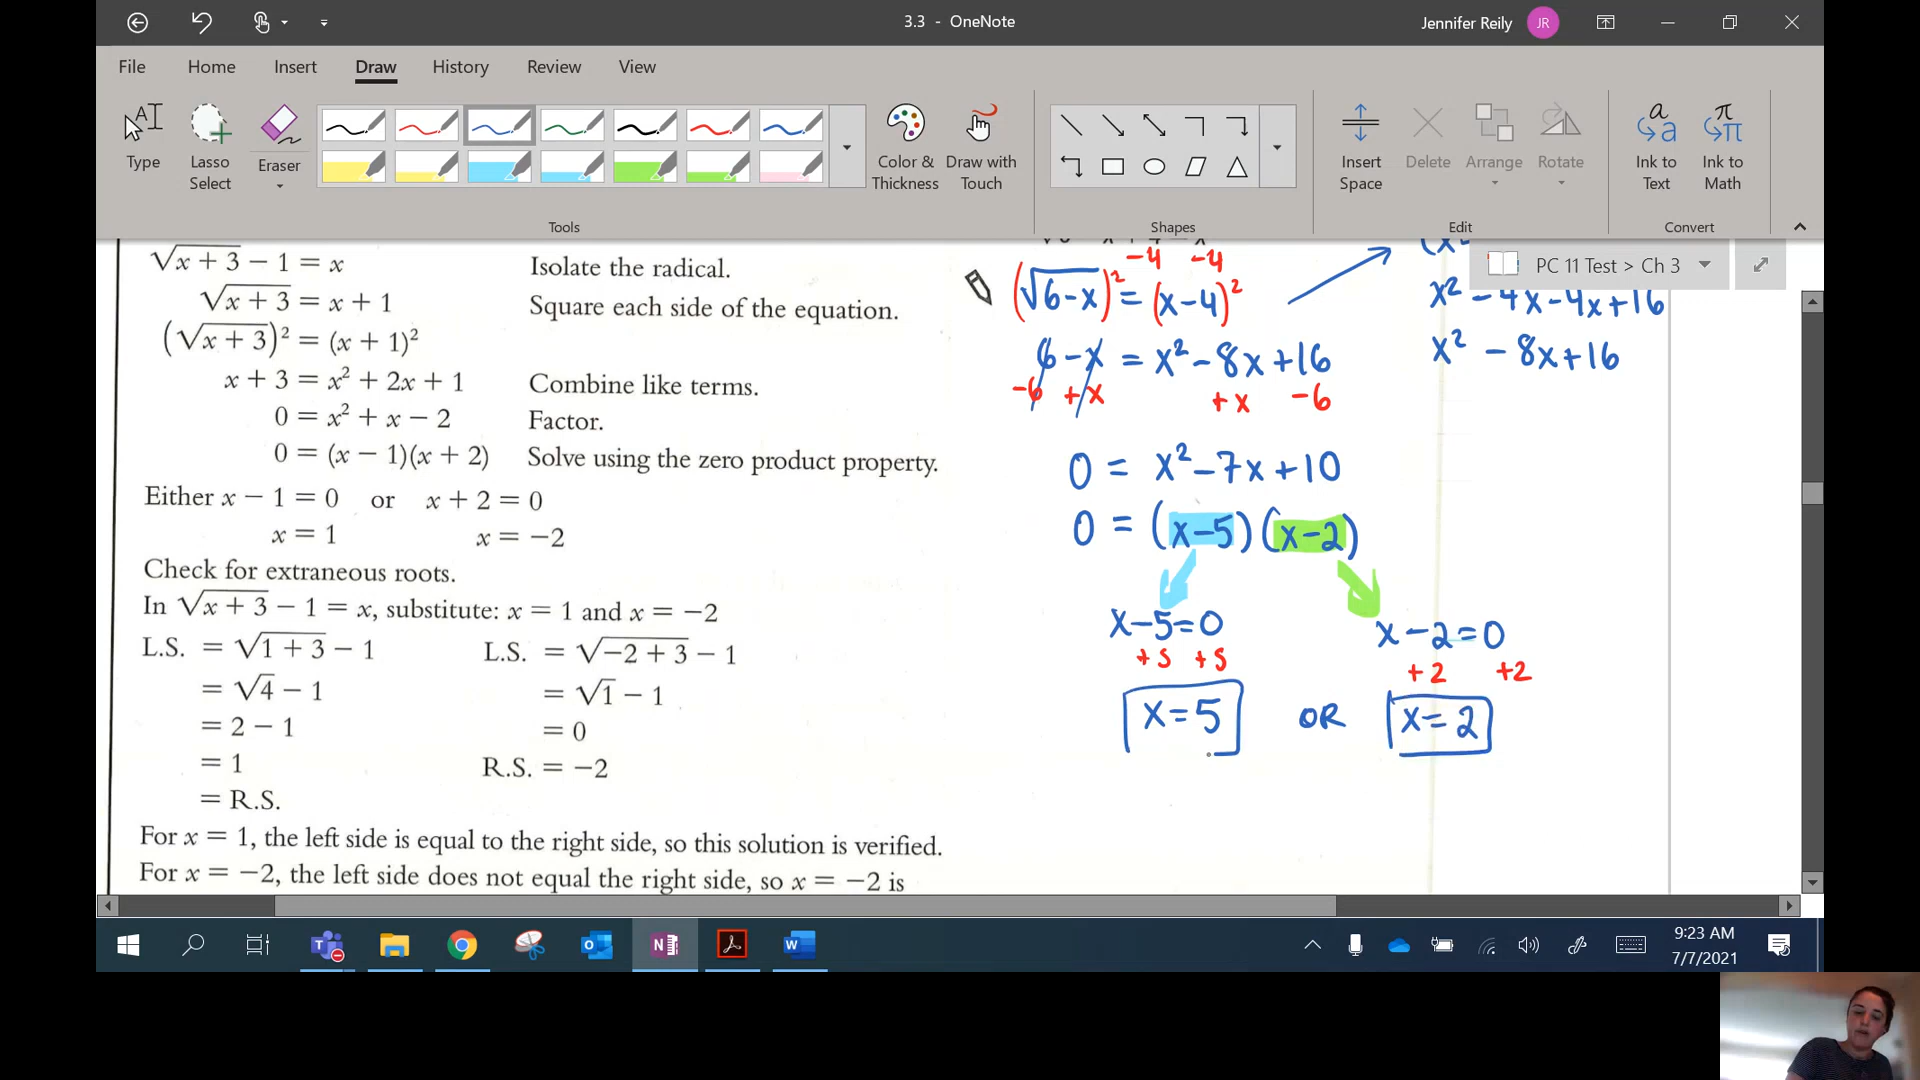 3.3 - OneNote
Jennifer Reily JR
File Home Insert Draw History Review View
Type
Lasso Select
Eraser
Color & Thickness
Draw with Touch
Insert Space
Delete
Arrange
Rotate
Ink to Text
Ink to Math
Tools Shapes Edit Convert
PC 11 Test > Ch 3
√x + 3 − 1 = x Isolate the radical.
√x + 3 = x + 1 Square each side of the equation.
(√x + 3)² = (x + 1)²
x + 3 = x² + 2x + 1 Combine like terms.
0 = x² + x − 2 Factor.
0 = (x − 1)(x + 2) Solve using the zero product property.
Either x − 1 = 0 or x + 2 = 0
x = 1 x = −2
Check for extraneous roots.
In √x + 3 − 1 = x, substitute: x = 1 and x = −2
L.S. = √1 + 3 − 1 L.S. = √−2 + 3 − 1
= √4 − 1 = √1 − 1
= 2 − 1 = 0
= 1 R.S. = −2
= R.S.
For x = 1, the left side is equal to the right side, so this solution is verified.
For x = −2, the left side does not equal the right side, so x = −2 is
−4 −4
(√6−x)² = (x−4)²
6−x = x²−8x+16
−6 +x +x −6
0 = x²−7x+10
0 = (x−5)(x−2)
x−5=0 x−2=0
+5 +5 +2 +2
x=5 OR x=2
x²−4x−4x+16
x²−8x+16
9:23 AM
7/7/2021